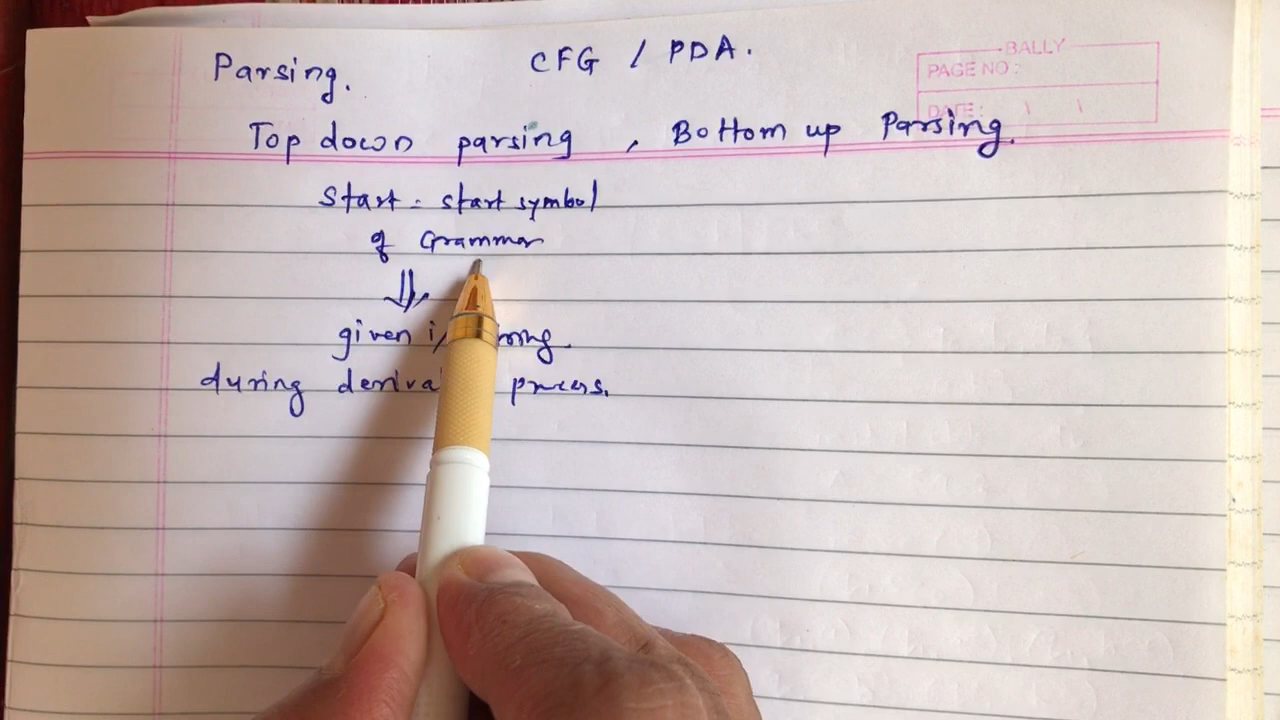 Parsing. CFG / PDA.
BALLY
PAGE NO :
DATE :
Top down parsing , Bottom up Parsing.
Start - start symbol
of Grammar
⇓
given
during process.